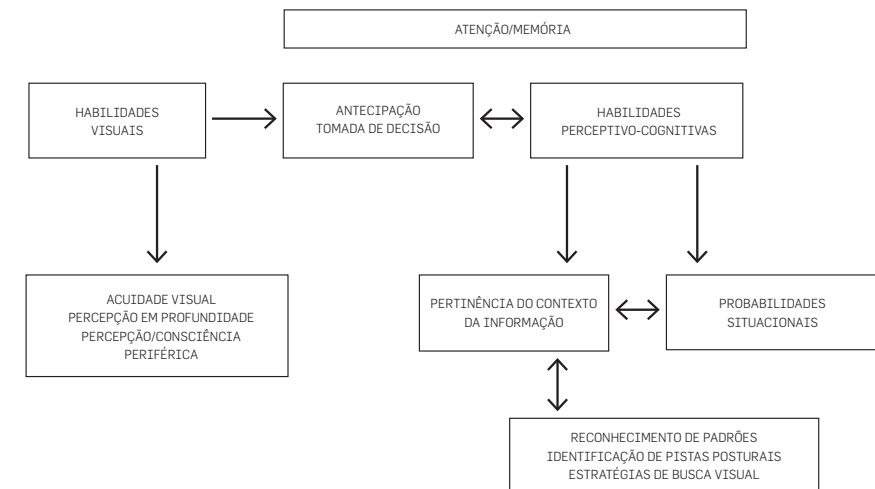 ATENÇÃO/MEMÓRIA
HABILIDADES
VISUAIS
ANTECIPAÇÃO
TOMADA DE DECISÃO
HABILIDADES
PERCEPTIVO-COGNITIVAS
ACUIDADE VISUAL
PERCEPÇÃO EM PROFUNDIDADE
PERCEPÇÃO/CONSCIÊNCIA
PERIFÉRICA
PERTINÊNCIA DO CONTEXTO
DA INFORMAÇÃO
PROBABILIDADES
SITUACIONAIS
RECONHECIMENTO DE PADRÕES
IDENTIFICAÇÃO DE PISTAS POSTURAIS
ESTRATÉGIAS DE BUSCA VISUAL